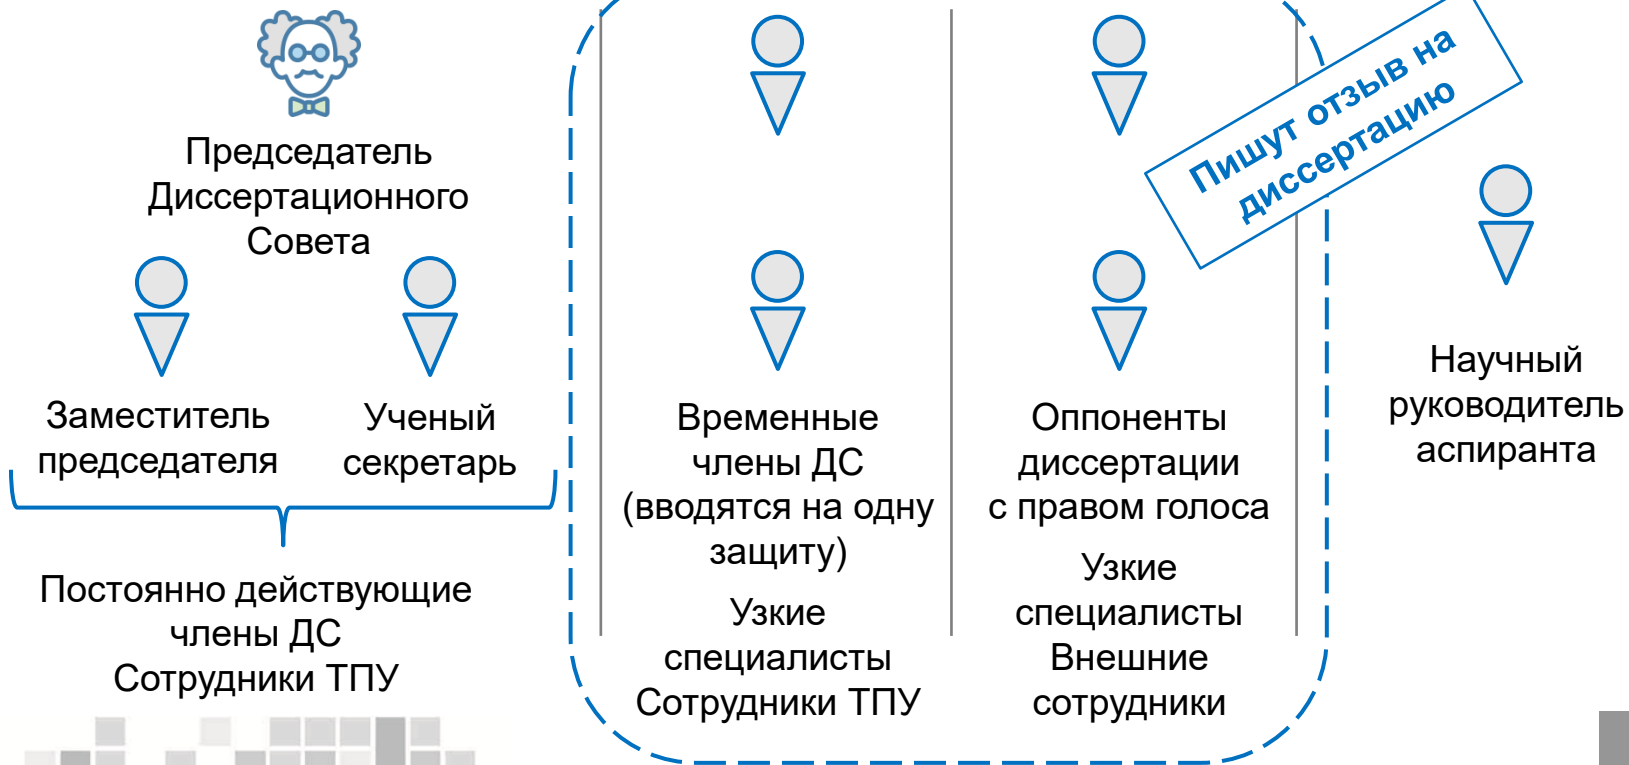 Председатель
Диссертационного
Совета
Заместитель
председателя
Ученый
секретарь
Постоянно действующие
члены ДС
Сотрудники ТПУ
Временные
члены ДС
(вводятся на одну
защиту)
Узкие
специалисты
Сотрудники ТПУ
Оппоненты
диссертации
с правом голоса
Узкие
специалисты
Внешние
сотрудники
Пишут отзыв на
диссертацию
Научный
руководитель
аспиранта